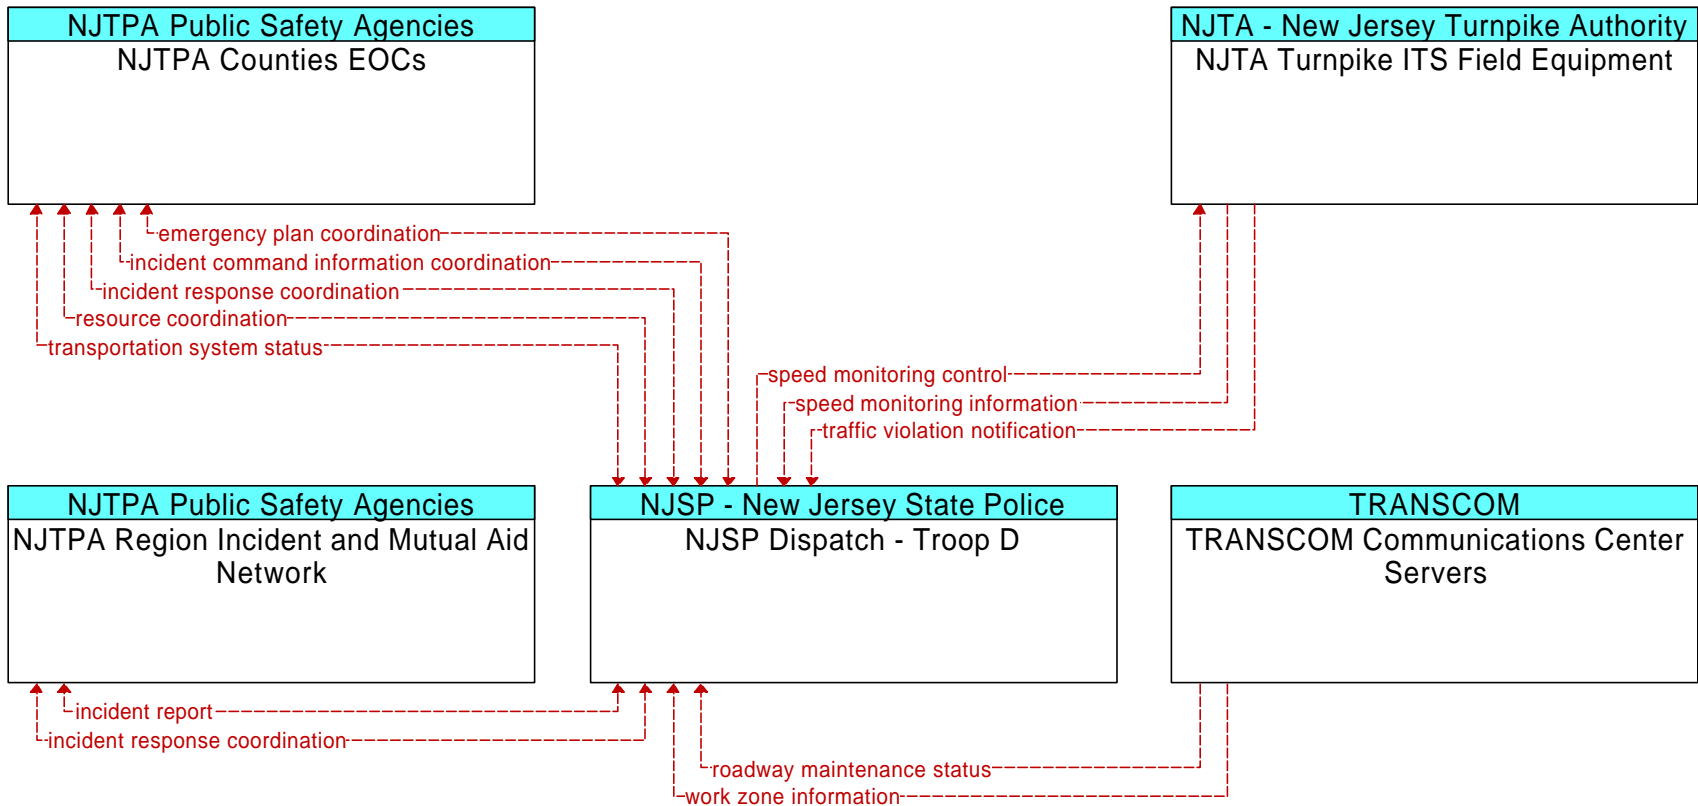 NJTPA Public Safety Agencies
NJTPA Counties EOCs
NJTA - New Jersey Turnpike Authority
NJTA Turnpike ITS Field Equipment
emergency plan coordination
incident command information coordination
incident response coordination
resource coordination
transportation system status
speed monitoring control
speed monitoring information
traffic violation notification
NJTPA Public Safety Agencies
NJTPA Region Incident and Mutual Aid
Network
NJSP - New Jersey State Police
NJSP Dispatch - Troop D
TRANSCOM
TRANSCOM Communications Center
Servers
incident report
incident response coordination
roadway maintenance status
work zone information